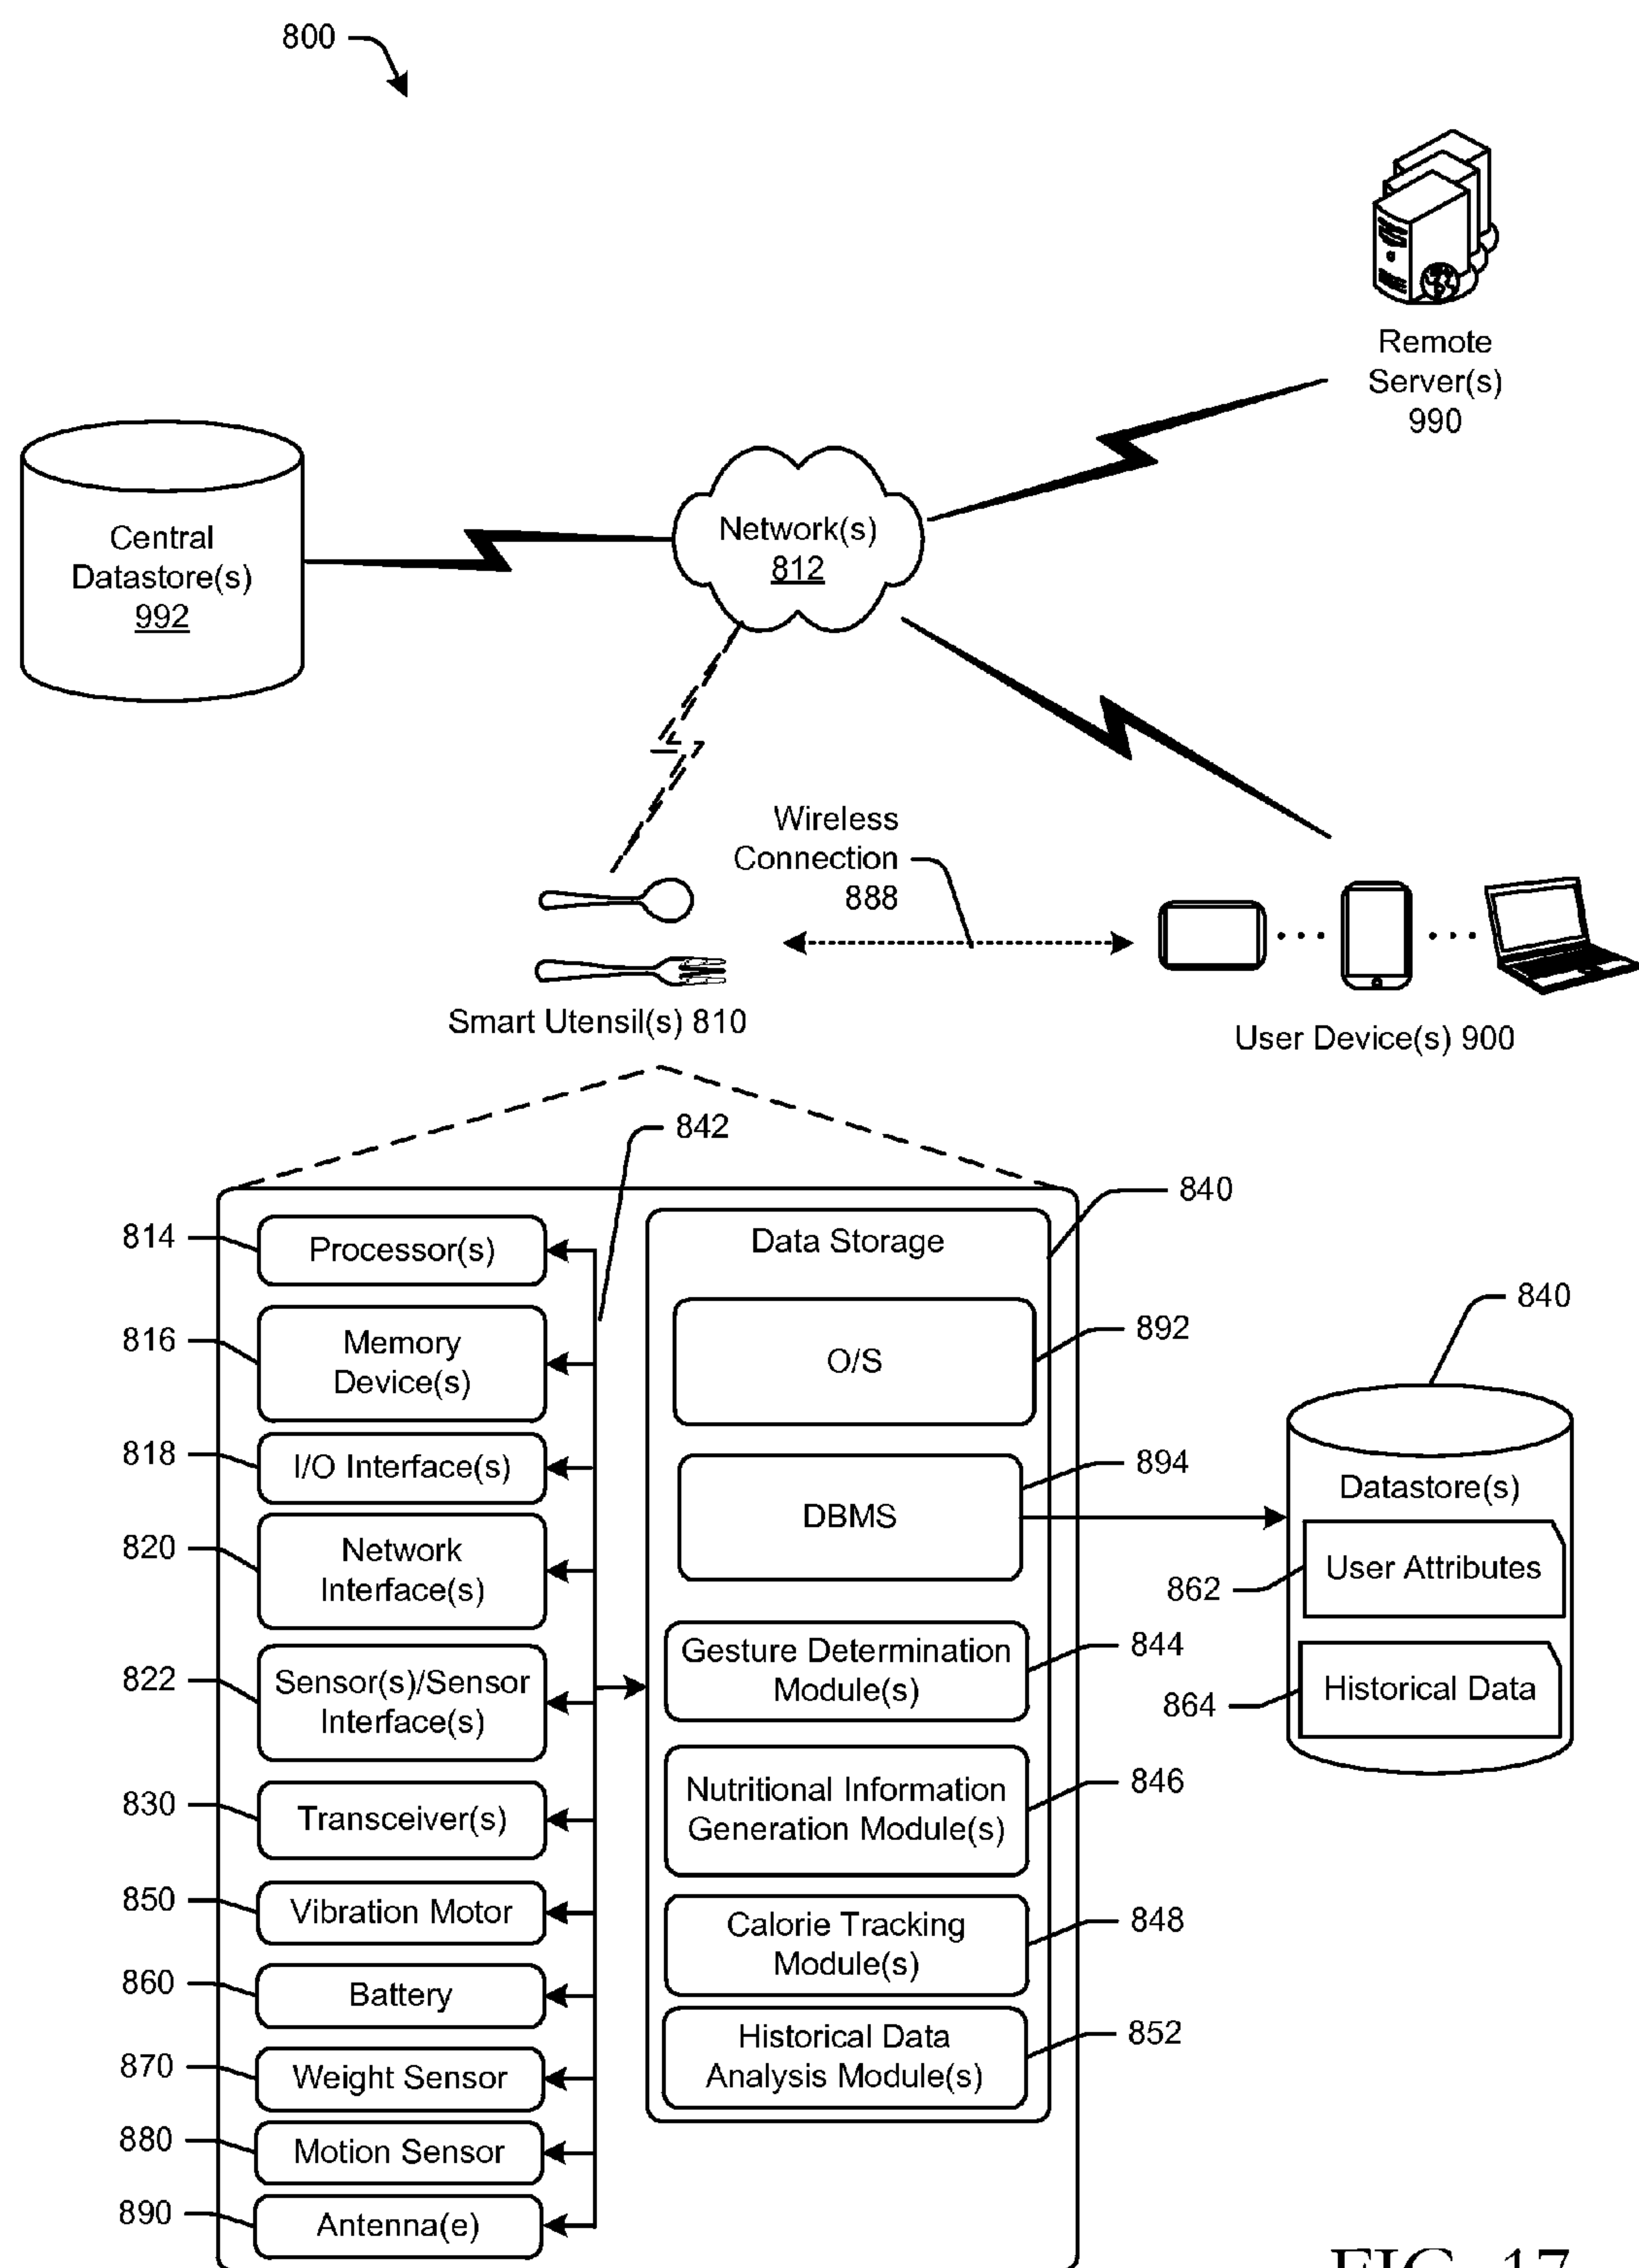 800
Remote
Server(s)
990
Central
Datastore(s)
992
Network(s)
812
Wireless
Connection
888
Smart Utensil(s) 810
User Device(s) 900
842
840
814
Processor(s)
Data Storage
840
816
Memory
Device(s)
O/S
892
818
I/O Interface(s)
DBMS
894
Datastore(s)
820
Network
Interface(s)
User Attributes
862
822
Sensor(s)/Sensor
Interface(s)
Gesture Determination
Module(s)
844
Historical Data
864
830
Transceiver(s)
Nutritional Information
Generation Module(s)
846
850
Vibration Motor
Calorie Tracking
Module(s)
848
860
Battery
870
Weight Sensor
Historical Data
Analysis Module(s)
852
880
Motion Sensor
890
Antenna(e)
FIG. 17